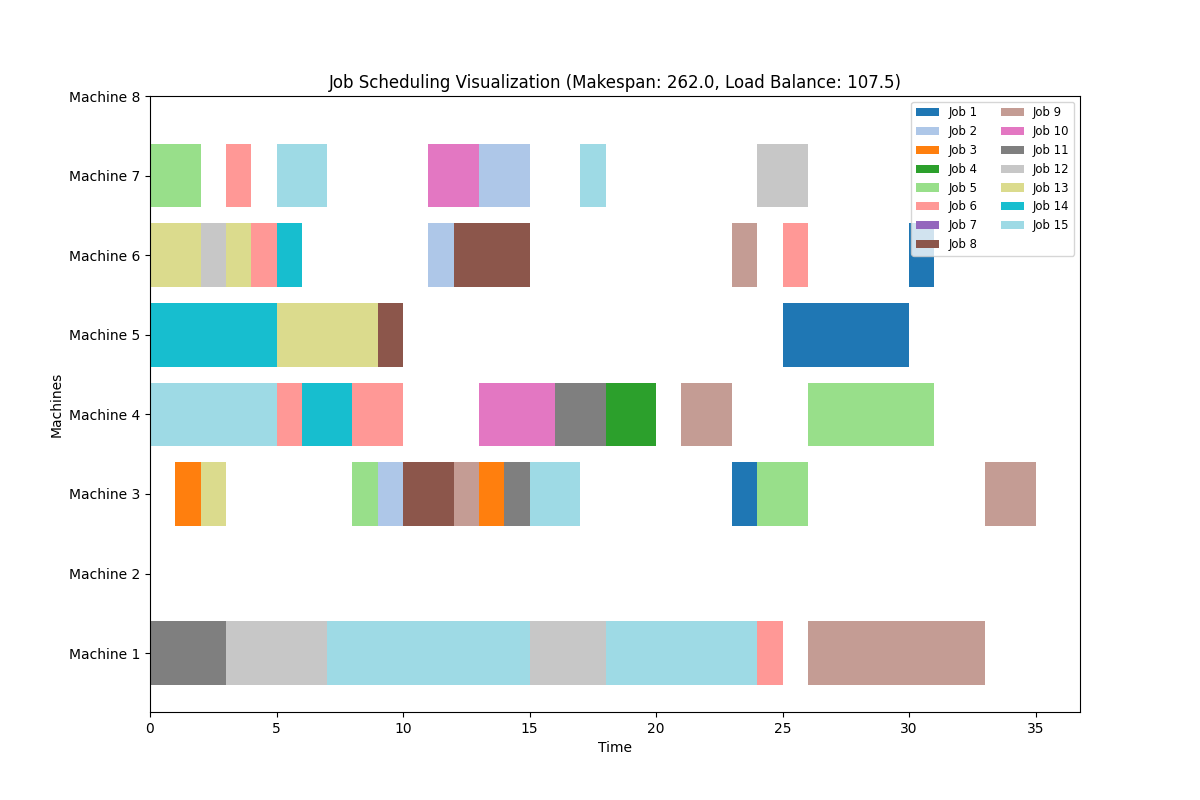 Job Scheduling Visualization (Makespan: 262.0, Load Balance: 107.5)
Machine 8
Machine 7
Machine 6
Machine 5
Machine 4
Machine 3
Machine 2
Machine 1
Machines
Job 1
Job 2
Job 3
Job 4
Job 5
Job 6
Job 7
Job 8
Job 9
Job 10
Job 11
Job 12
Job 13
Job 14
Job 15
0 5 10 15 20 25 30 35
Time